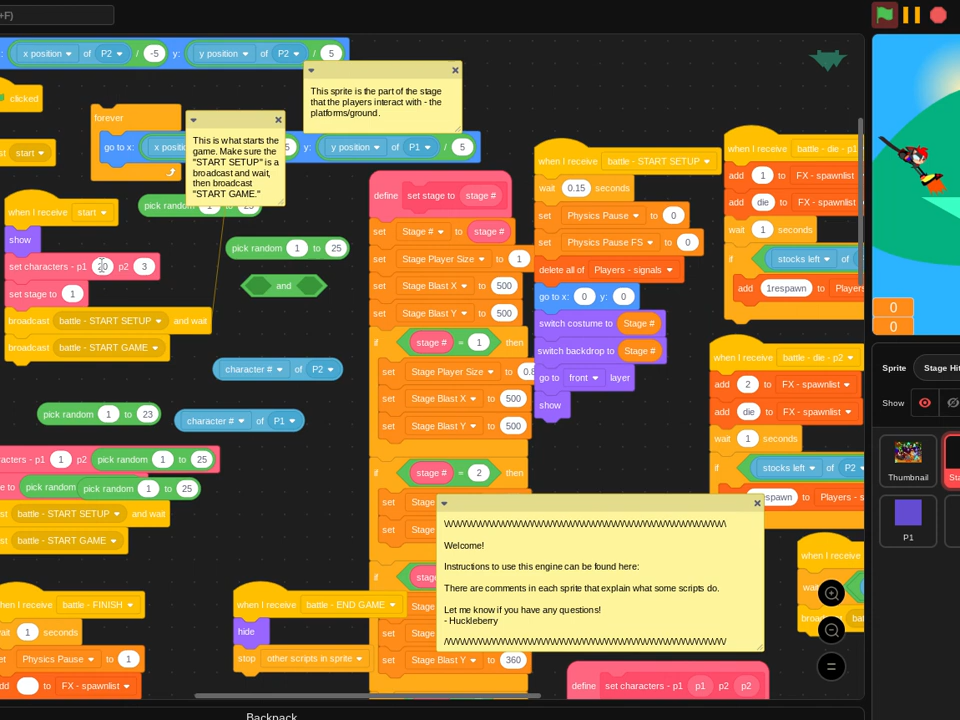 +F)
x position of P2 / -5 y: y position of P2 / 5
clicked
This sprite is the part of the stage
that the players interact with - the
platforms/ground.
forever
go to x:
y: y position of P1 / 5
This is what starts the
game. Make sure the
"START SETUP" is a
broadcast and wait,
then broadcast
"START GAME."
start
when I receive start
show
set characters - p1 20 p2 3
set stage to 1
broadcast battle - START SETUP and wait
broadcast battle - START GAME
pick random
pick random 1 to 25
and
character # of P2
pick random 1 to 23
character # of P1
p1 1 p2 pick random 1 to 25
to pick random pick random 1 to 25
battle - START SETUP and wait
battle - START GAME
when I receive battle - FINISH
wait 1 seconds
set Physics Pause to 1
add to FX - spawnlist
when I receive battle - END GAME
hide
stop other scripts in sprite
define set stage to stage #
set Stage # to stage #
set Stage Player Size to 1
set Stage Blast X to 500
set Stage Blast Y to 500
if stage # = 1 then
set Stage Player Size to 0.8
set Stage Blast X to 500
set Stage Blast Y to 500
if stage # = 2 then
set Stage
set Stage
if
set Stage
set Stage
set Stage Blast Y to 360
when I receive battle - START SETUP
wait 0.15 seconds
set Physics Pause to 0
set Physics Pause FS to 0
delete all of Players - signals
go to x: 0 y: 0
switch costume to Stage #
switch backdrop to Stage #
go to front layer
show
when I receive battle - die - p1
add 1 to FX - spawnlist
add die to FX - spawnlist
wait 1 seconds
if stocks left of
add 1respawn to
when I receive battle - die - p2
add 2 to FX - spawnlist
add die to FX - spawnlist
wait 1 seconds
if stocks left of P2
to Players - s
Welcome!
Instructions to use this engine can be found here:
There are comments in each sprite that explain what some scripts do.
Let me know if you have any questions!
- Huckleberry
when I receive
define set characters - p1 p1 p2 p2
0
0
Sprite Stage Hit
Show
Thumbnail
P1
Backpack